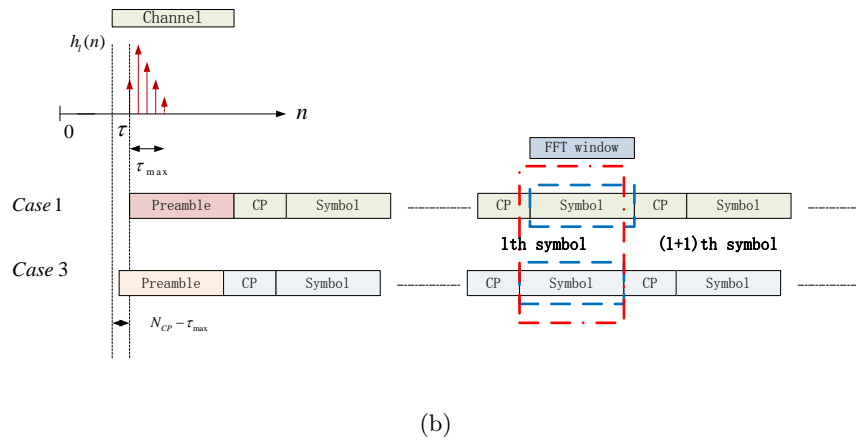 Channel
h_l(n)
n
0
τ
τ_max
FFT window
Case 1
Preamble CP Symbol CP Symbol CP Symbol
lth symbol (l+1)th symbol
Case 3
Preamble CP Symbol CP Symbol CP Symbol
N_CP − τ_max
(b)